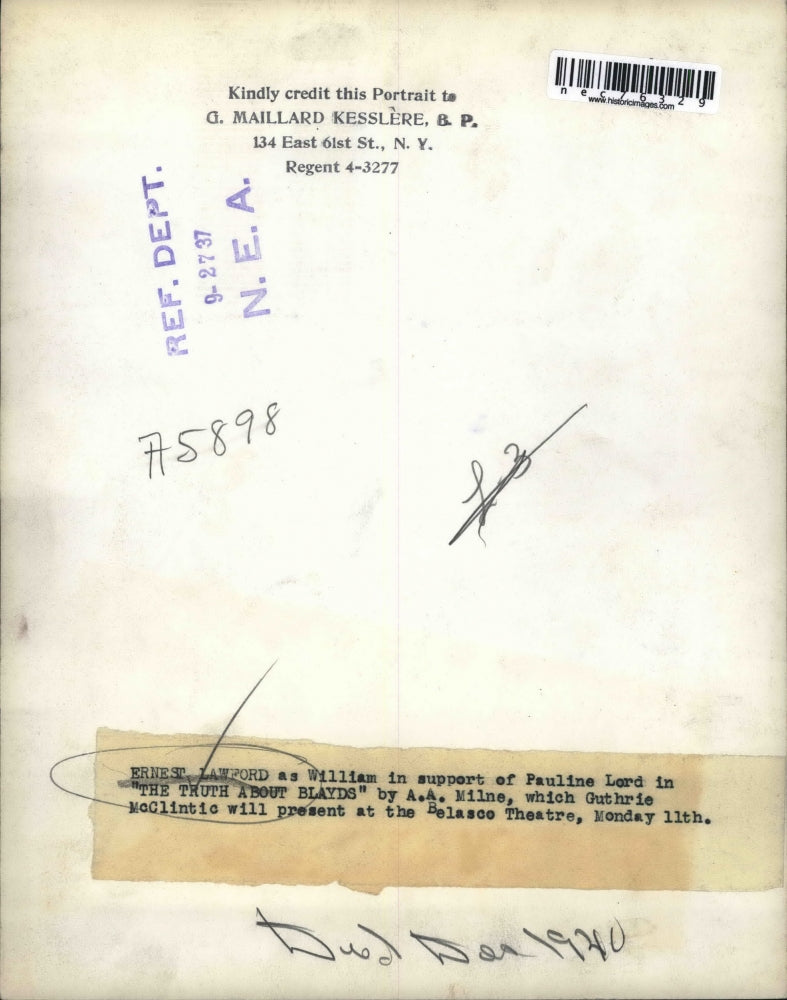 Kindly credit this Portrait to
G. MAILLARD KESSLÈRE, B. P.
134 East 61st St., N. Y.
Regent 4-3277
nec76329
www.historicimages.com
REF. DEPT.
9-27 37
N. E. A.
A5898
ERNEST LAWFORD as William in support of Pauline Lord in
"THE TRUTH ABOUT BLAYDS" by A.A. Milne, which Guthrie
McClintic will present at the Belasco Theatre, Monday 11th.
Died Dec 1940